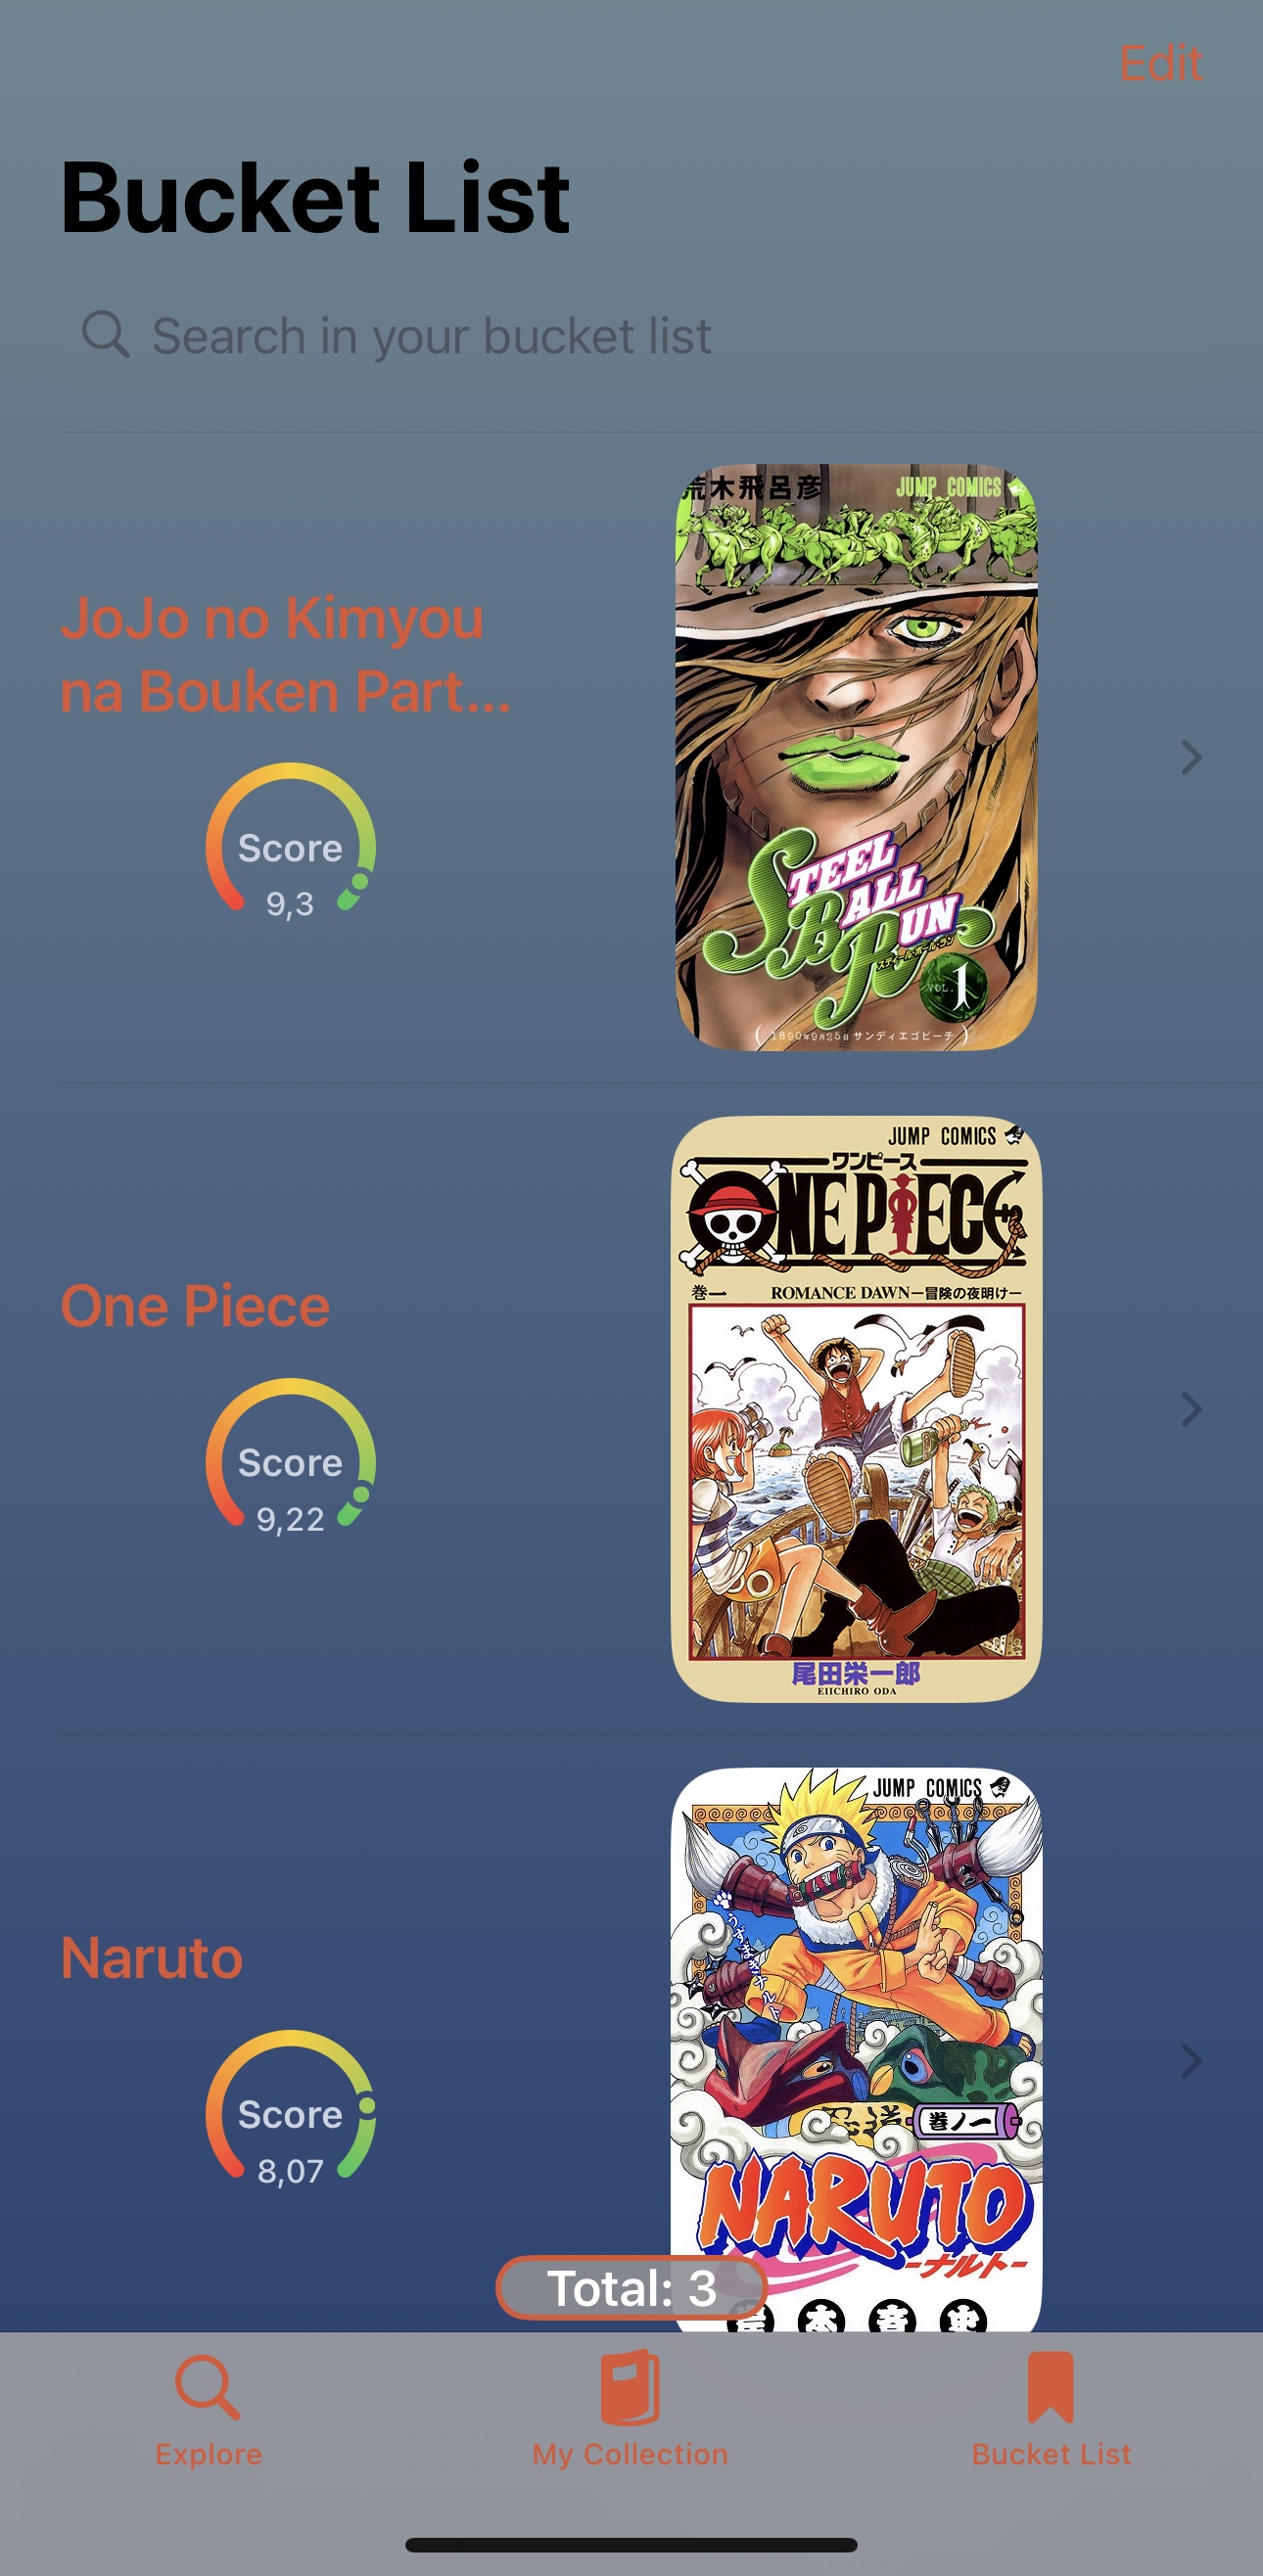 Edit
Bucket List
Search in your bucket list
荒木飛呂彦
JUMP COMICS
JoJo no Kimyou
na Bouken Part...
Score
9,3
STEEL
BALL
RUN
スティール・ボール・ラン
VOL.1
(1890年9月25日 サンディエゴビーチ)
JUMP COMICS
ワンピース
ONE PIECE
巻一 ROMANCE DAWN—冒険の夜明け—
One Piece
Score
9,22
尾田栄一郎
EIICHIRO ODA
JUMP COMICS
うずまきナルト
Naruto
Score
8,07
巻ノ一
NARUTO
-ナルト-
岸本斉史
Total: 3
Explore
My Collection
Bucket List